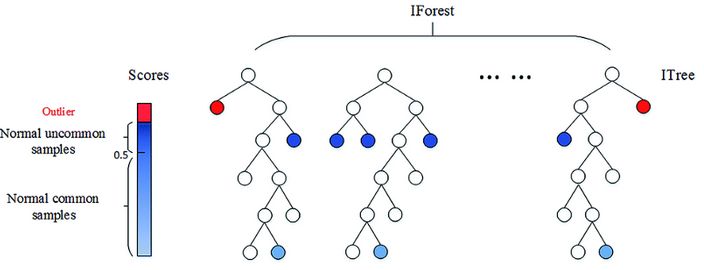 IForest
Scores
... ...
ITree
Outlier
Normal uncommon
samples
0.5
Normal common
samples